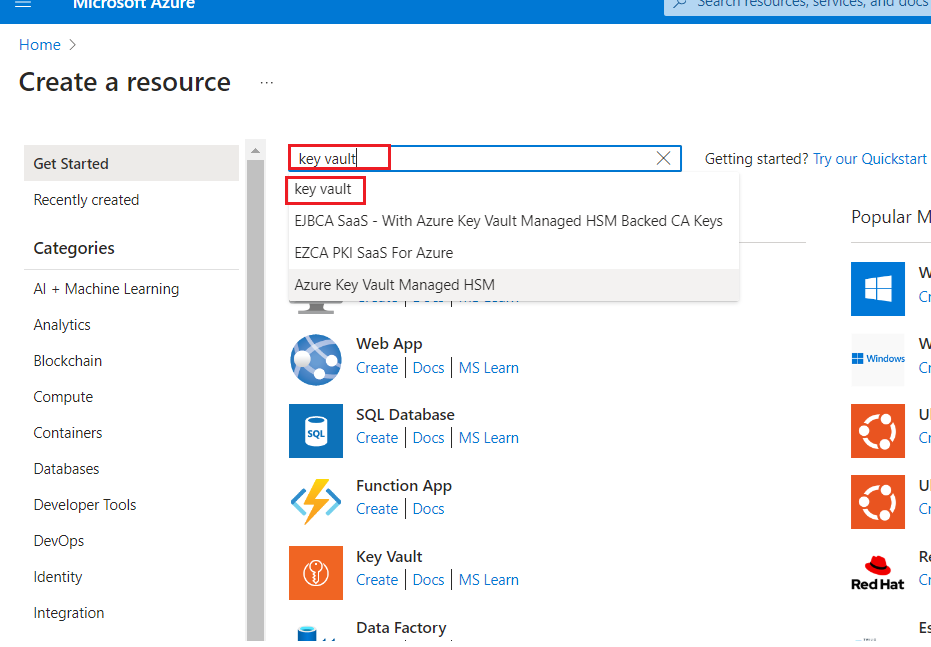 Microsoft Azure
Search resources, services, and docs
Home >
Create a resource ...
Get Started
Recently created
Categories
AI + Machine Learning
Analytics
Blockchain
Compute
Containers
Databases
Developer Tools
DevOps
Identity
Integration
key vault
Getting started? Try our Quickstart
key vault
EJBCA SaaS - With Azure Key Vault Managed HSM Backed CA Keys
EZCA PKI SaaS For Azure
Azure Key Vault Managed HSM
Create | Docs | MS Learn
Web App
Create | Docs | MS Learn
SQL Database
SQL
Create | Docs | MS Learn
Function App
Create | Docs
Key Vault
Create | Docs | MS Learn
Data Factory
Popular M
W
Cr
Windows
W
Cr
Ul
Cr
Ul
Cr
Red Hat
Re
Cr
Es